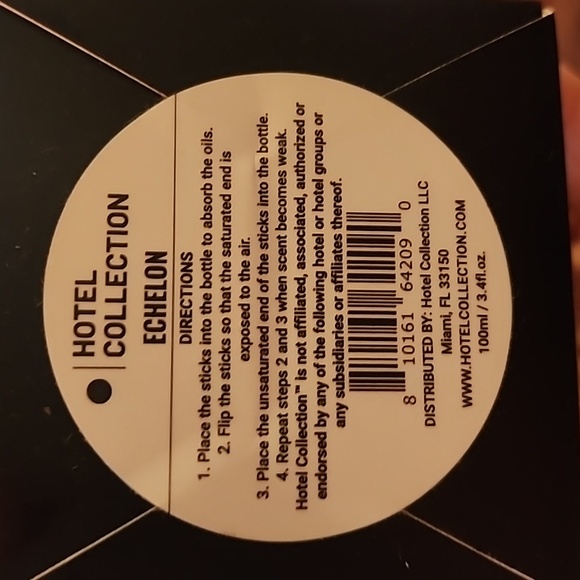 HOTEL
COLLECTION
ECHELON
DIRECTIONS
1. Place the sticks into the bottle to absorb the oils.
2. Flip the sticks so that the saturated end is
exposed to the air.
3. Place the unsaturated end of the sticks into the bottle.
4. Repeat steps 2 and 3 when scent becomes weak.
Hotel Collection™ is not affiliated, associated, authorized or
endorsed by any of the following hotel or hotel groups or
any subsidiaries or affiliates thereof.
8 10161 64209 0
DISTRIBUTED BY: Hotel Collection LLC
Miami, FL 33150
WWW.HOTELCOLLECTION.COM
100ml / 3.4fl.oz.